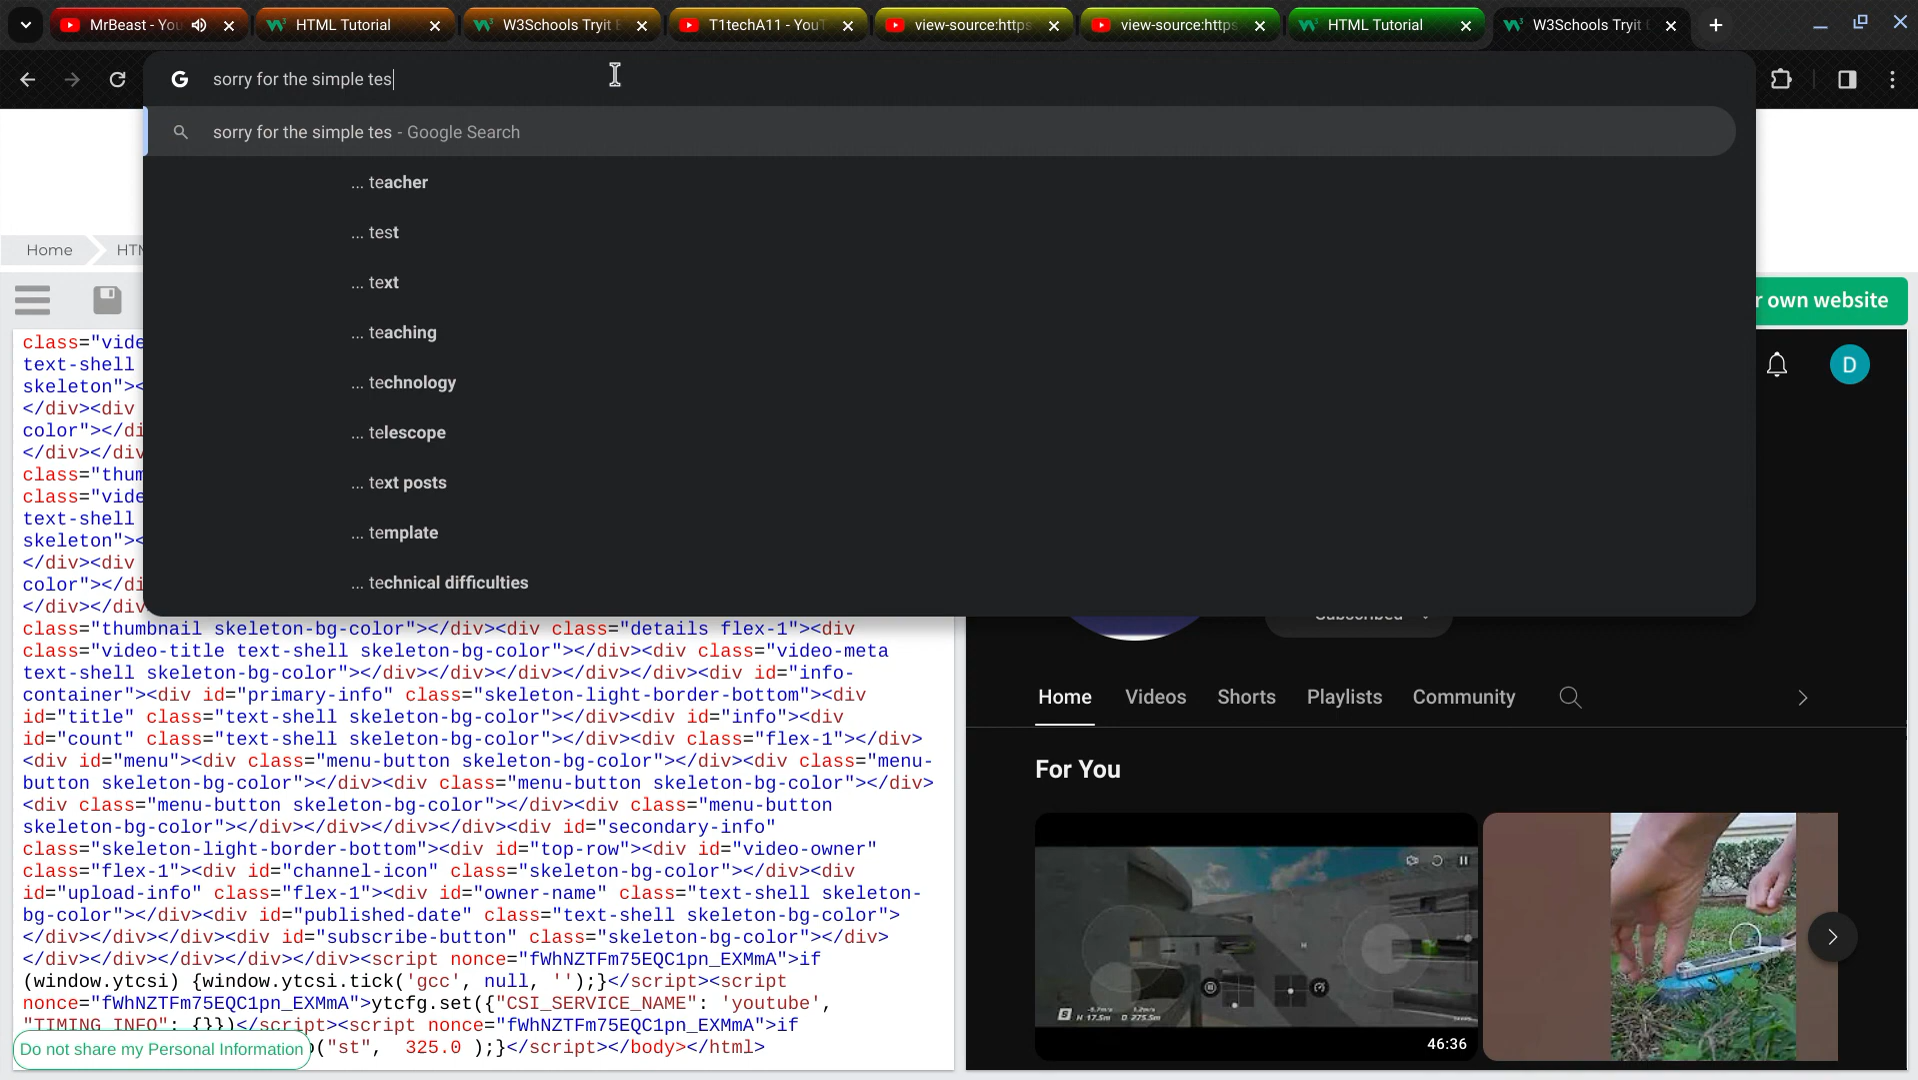 MrBeast - You
HTML Tutorial
W3Schools Tryit E
T1techA11 - YouT
view-source:https
view-source:https
HTML Tutorial
W3Schools Tryit E
sorry for the simple tes
sorry for the simple tes - Google Search
... teacher
... test
... text
... teaching
... technology
... telescope
... text posts
... template
... technical difficulties
Home
HTM
own website
D
class="vide
text-shell
skeleton"><
</div><div
color"></di
</div></div
class="thum
class="vide
text-shell
skeleton"><
</div><div
color"></di
</div></div
class="thumbnail skeleton-bg-color"></div><div class="details flex-1"><div
class="video-title text-shell skeleton-bg-color"></div><div class="video-meta
text-shell skeleton-bg-color"></div></div></div></div></div><div id="info-
container"><div id="primary-info" class="skeleton-light-border-bottom"><div
id="title" class="text-shell skeleton-bg-color"></div><div id="info"><div
id="count" class="text-shell skeleton-bg-color"></div><div class="flex-1"></div>
<div id="menu"><div class="menu-button skeleton-bg-color"></div><div class="menu-
button skeleton-bg-color"></div><div class="menu-button skeleton-bg-color"></div>
<div class="menu-button skeleton-bg-color"></div><div class="menu-button
skeleton-bg-color"></div></div></div></div><div id="secondary-info"
class="skeleton-light-border-bottom"><div id="top-row"><div id="video-owner"
class="flex-1"><div id="channel-icon" class="skeleton-bg-color"></div><div
id="upload-info" class="flex-1"><div id="owner-name" class="text-shell skeleton-
bg-color"></div><div id="published-date" class="text-shell skeleton-bg-color">
</div></div></div><div id="subscribe-button" class="skeleton-bg-color"></div>
</div></div></div></div></div><script nonce="fWhNZTFm75EQC1pn_EXMmA">if
(window.ytcsi) {window.ytcsi.tick('gcc', null, '');}</script><script
nonce="fWhNZTFm75EQC1pn_EXMmA">ytcfg.set({"CSI_SERVICE_NAME": 'youtube',
"TIMING_INFO": {}})</script><script nonce="fWhNZTFm75EQC1pn_EXMmA">if
("st", 325.0 );}</script></body></html>
Do not share my Personal Information
Subscribed
Home
Videos
Shorts
Playlists
Community
For You
46:36